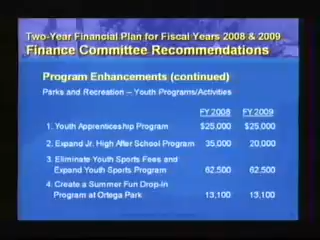 Two-Year Financial Plan for Fiscal Years 2008 & 2009
Finance Committee Recommendations
Program Enhancements (continued)
Parks and Recreation – Youth Programs/Activities
FY 2008 FY 2009
1. Youth Apprenticeship Program $25,000 $25,000
2. Expand Jr. High After School Program 35,000 20,000
3. Eliminate Youth Sports Fees and
Expand Youth Sports Program 62,500 62,500
4. Create a Summer Fun Drop-in
Program at Ortega Park 13,100 13,100